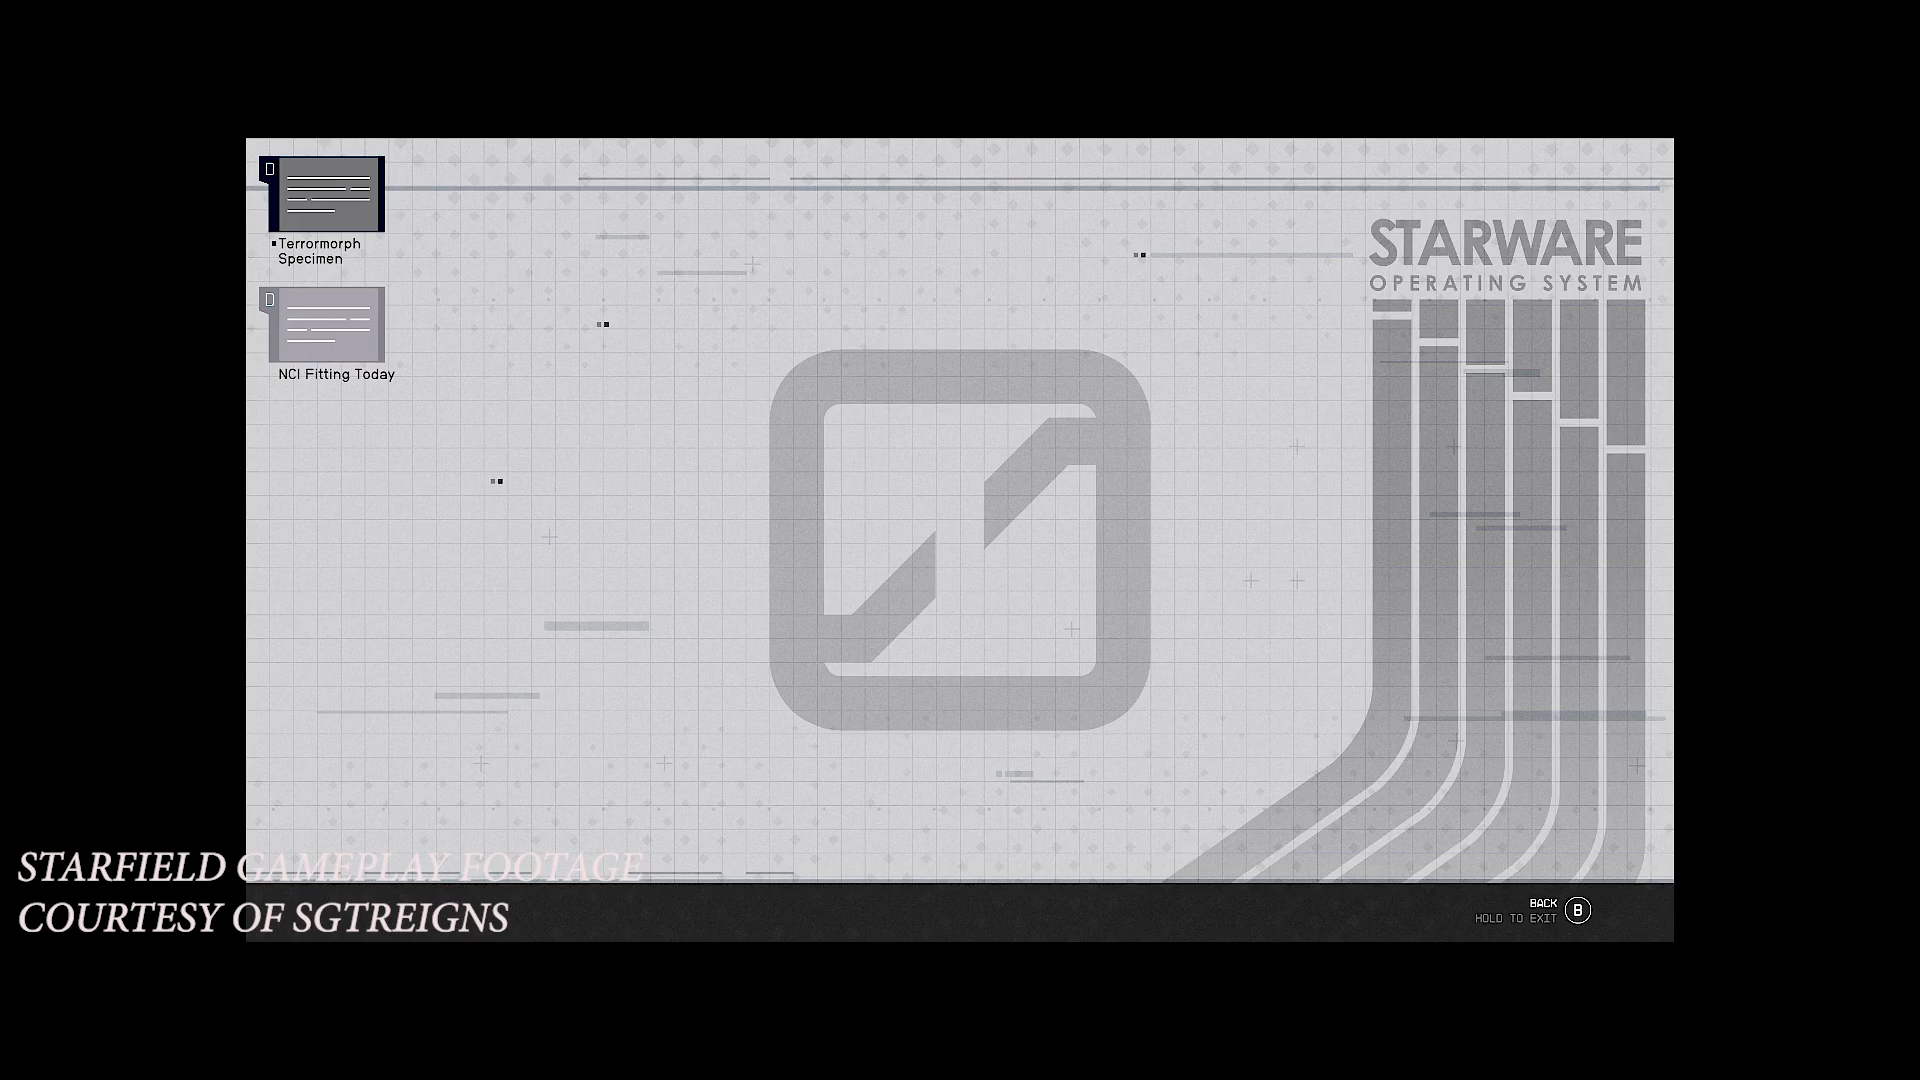 Terrormorph
Specimen
NCI Fitting Today
STARWARE
OPERATING SYSTEM
STARFIELD GAMEPLAY FOOTAGE
COURTESY OF SGTREIGNS
BACK
HOLD TO EXIT
B